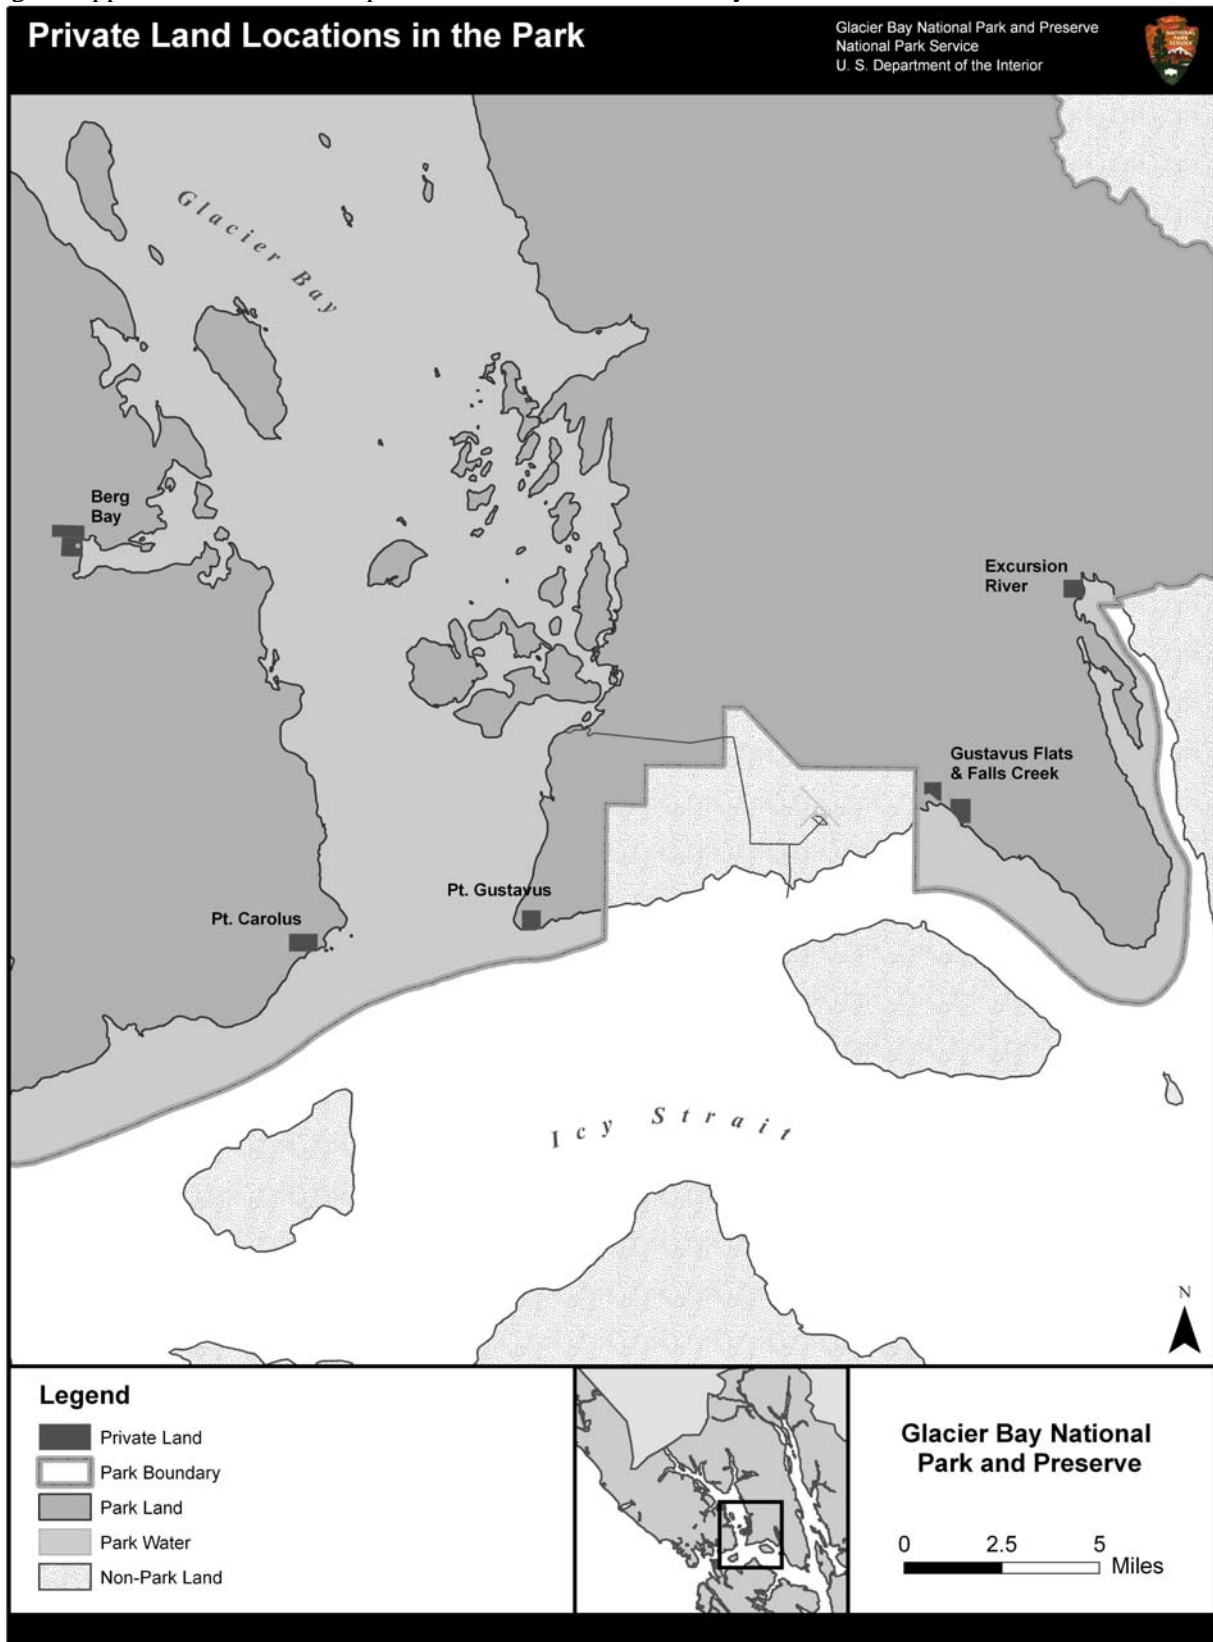 Private Land Locations in the Park
Glacier Bay National Park and Preserve
National Park Service
U. S. Department of the Interior
NATIONAL
PARK
SERVICE
Glacier Bay
Berg
Bay
Excursion
River
Gustavus Flats
& Falls Creek
Pt. Gustavus
Pt. Carolus
Icy Strait
N
Legend
Private Land
Park Boundary
Park Land
Park Water
Non-Park Land
Glacier Bay National
Park and Preserve
0 2.5 5
Miles